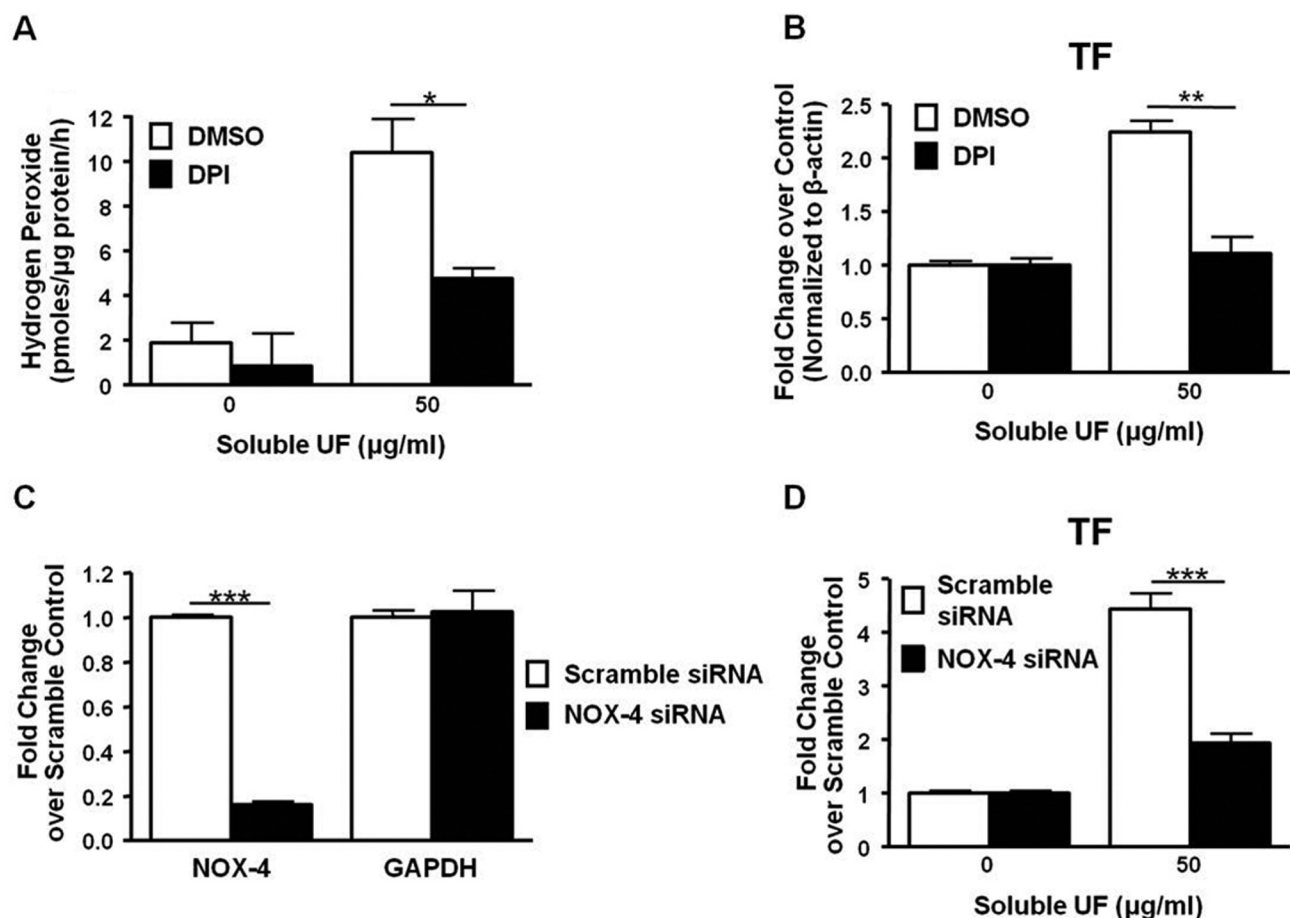 A
Hydrogen Peroxide
(pmoles/µg protein/h)
12
10
8
6
4
2
0
DMSO
DPI
*
0
50
Soluble UF (µg/ml)
B
TF
Fold Change over Control
(Normalized to β-actin)
2.5
2.0
1.5
1.0
0.5
0.0
DMSO
DPI
**
0
50
Soluble UF (µg/ml)
C
Fold Change
over Scramble Control
1.2
1.0
0.8
0.6
0.4
0.2
0.0
***
NOX-4
GAPDH
Scramble siRNA
NOX-4 siRNA
D
TF
Fold Change
over Scramble Control
5
4
3
2
1
0
Scramble
siRNA
NOX-4 siRNA
***
0
50
Soluble UF (µg/ml)